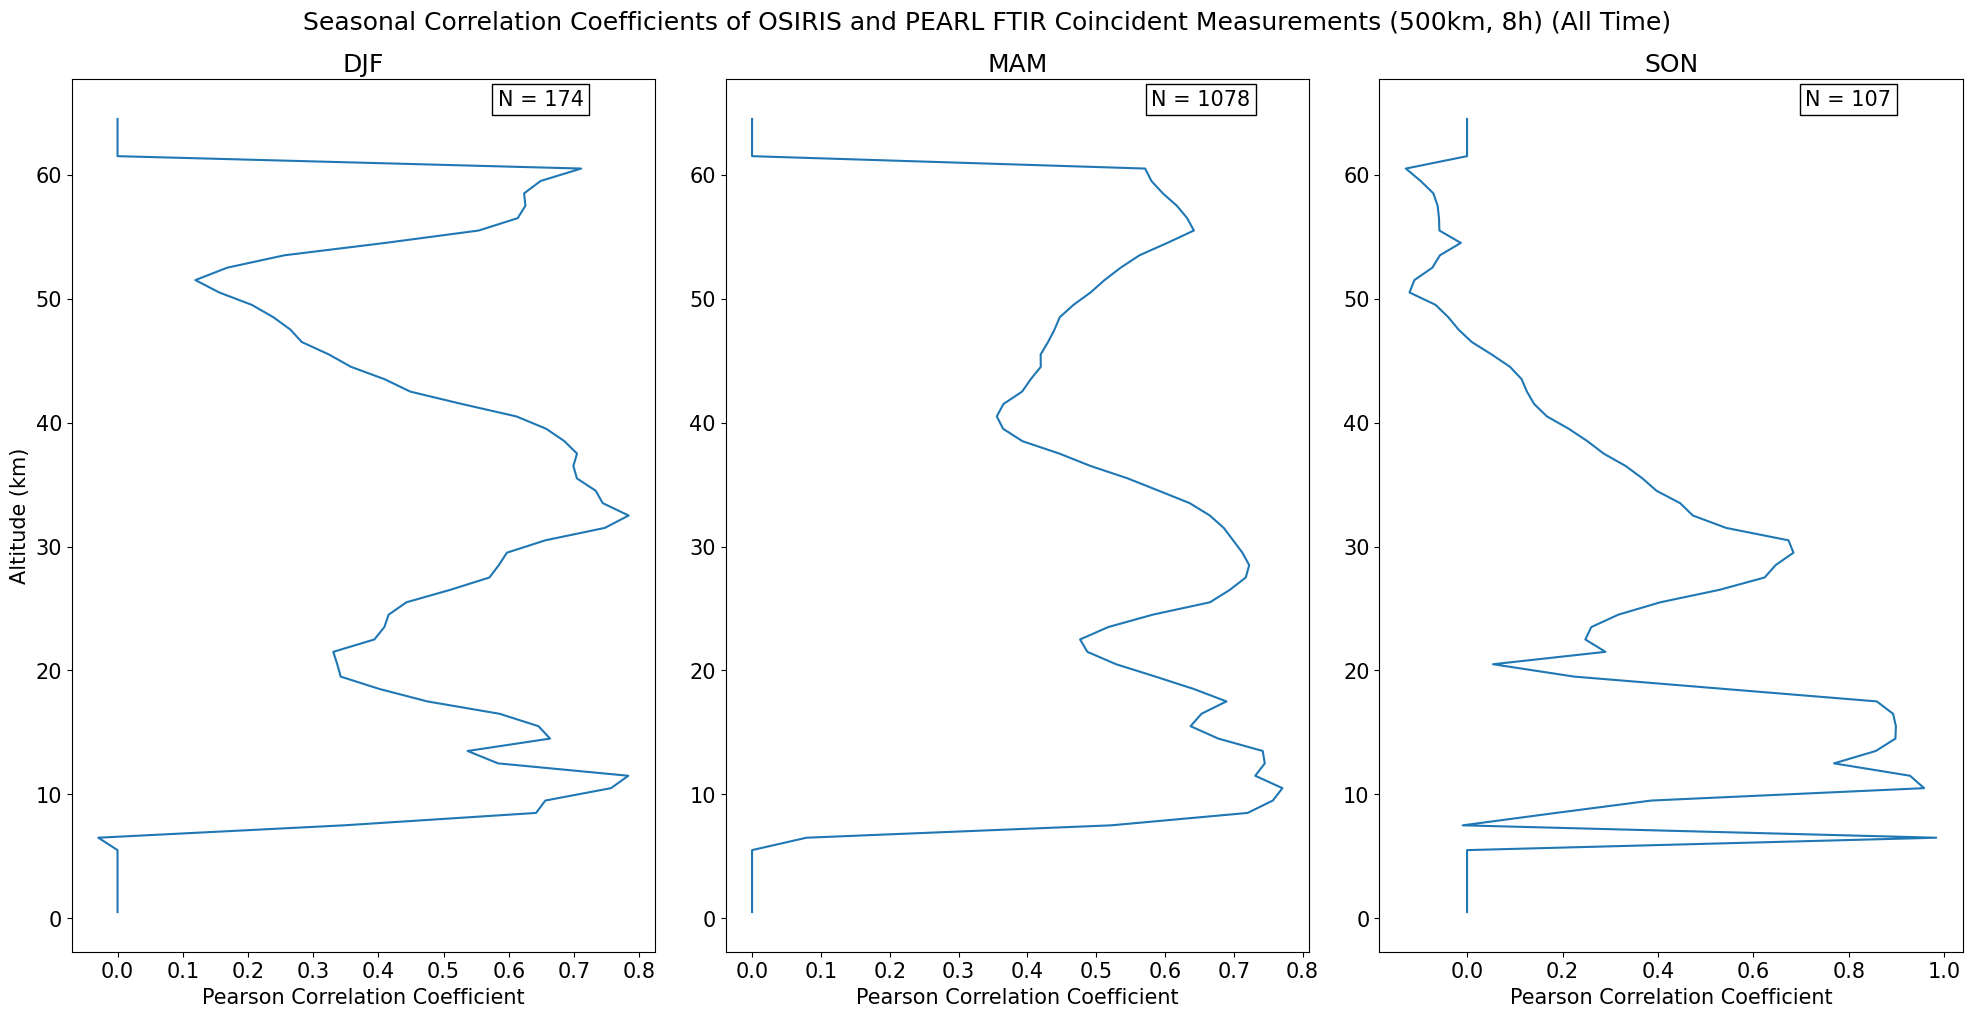 Seasonal Correlation Coefficients of OSIRIS and PEARL FTIR Coincident Measurements (500km, 8h) (All Time)
DJF
MAM
SON
N = 174
N = 1078
N = 107
Altitude (km)
60
50
40
30
20
10
0
60
50
40
30
20
10
0
60
50
40
30
20
10
0
0.0 0.1 0.2 0.3 0.4 0.5 0.6 0.7 0.8
0.0 0.1 0.2 0.3 0.4 0.5 0.6 0.7 0.8
0.0 0.2 0.4 0.6 0.8 1.0
Pearson Correlation Coefficient
Pearson Correlation Coefficient
Pearson Correlation Coefficient